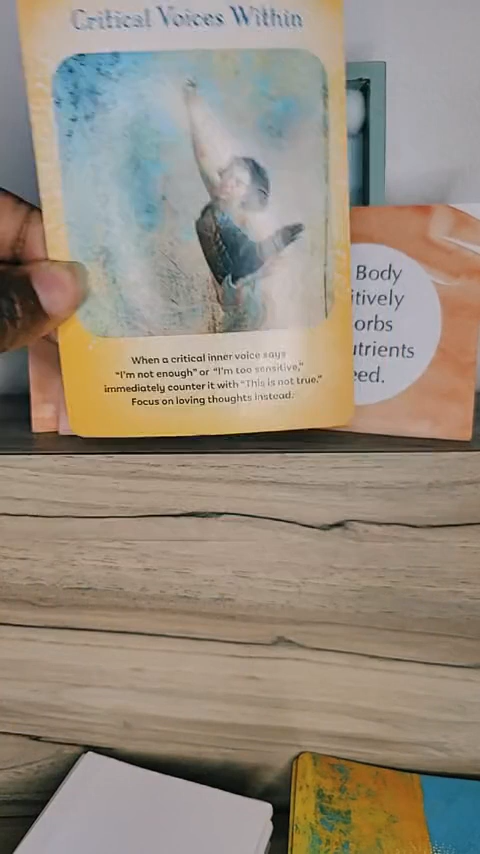 Critical Voices Within
When a critical inner voice says
"I'm not enough" or "I'm too sensitive,"
immediately counter it with "This is not true."
Focus on loving thoughts instead.
Body
itively
orbs
utrients
eed.